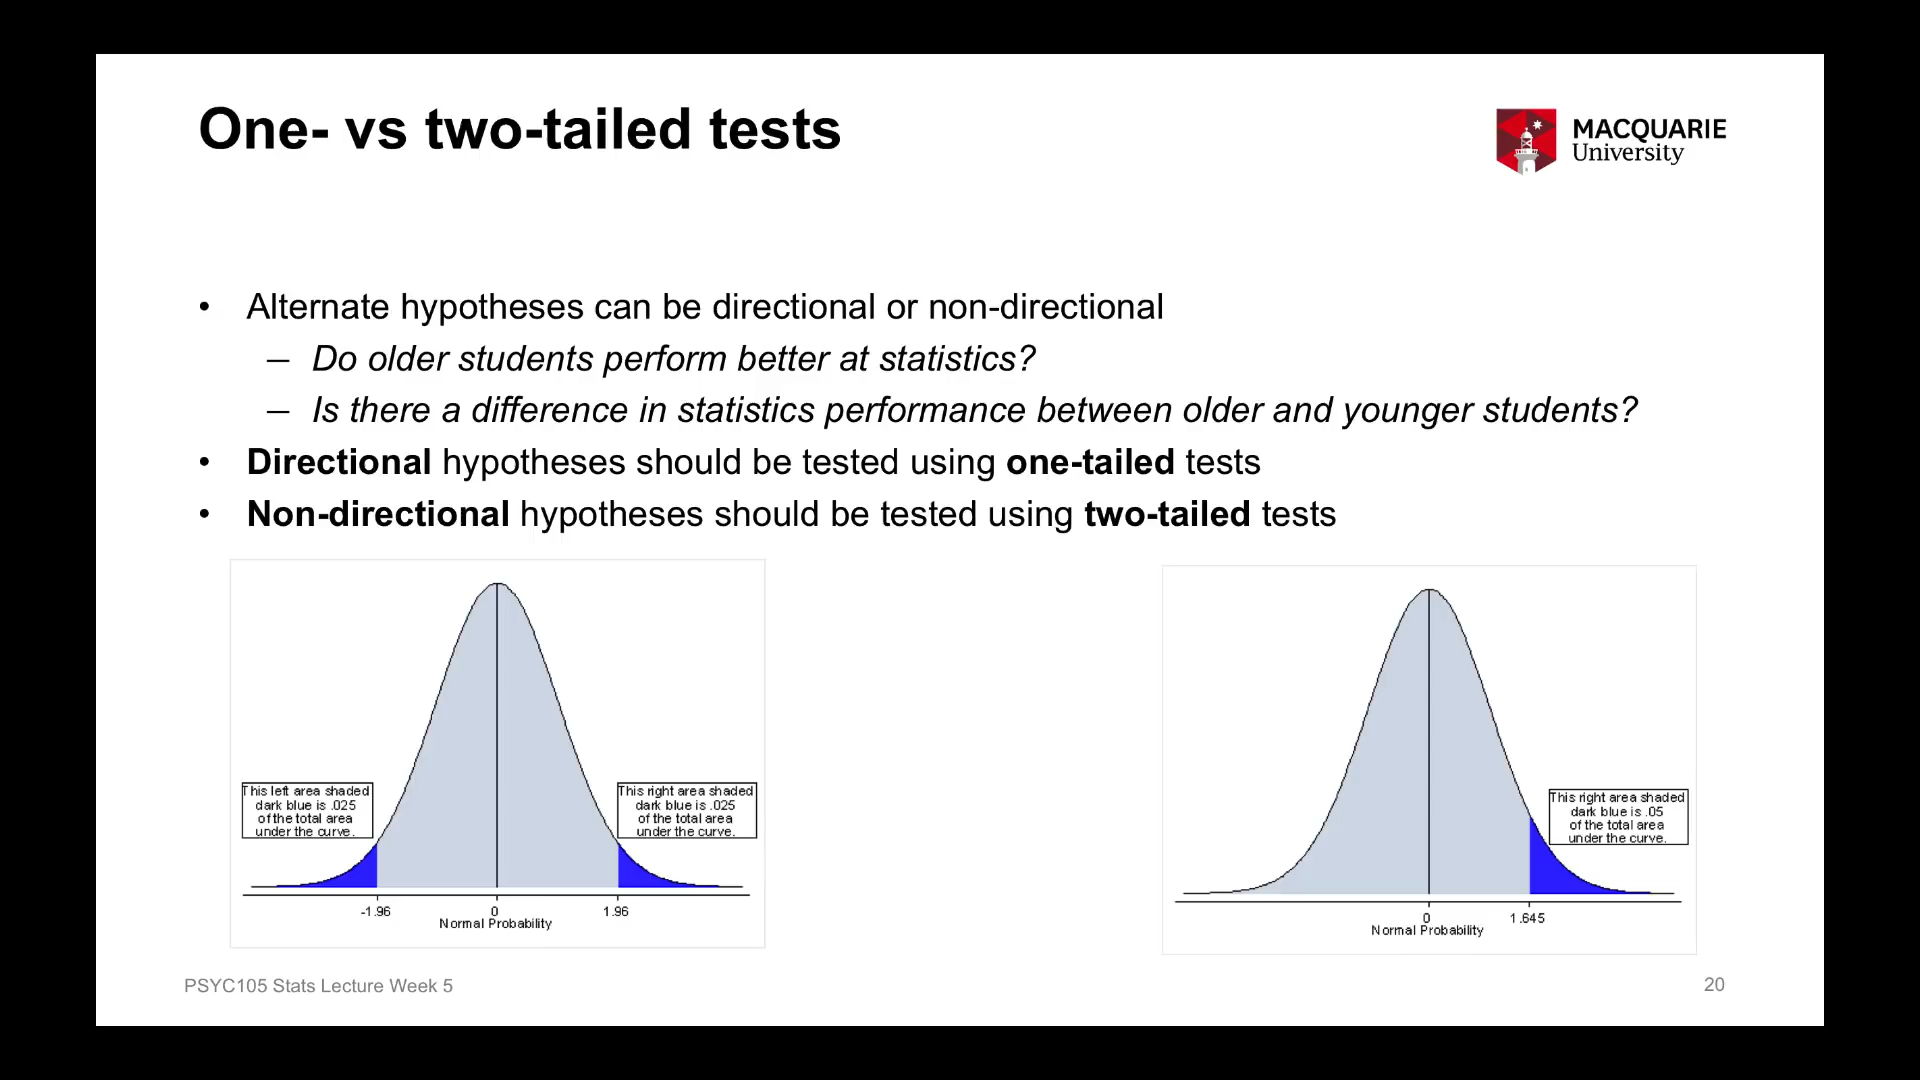 One- vs two-tailed tests
MACQUARIE
University
• Alternate hypotheses can be directional or non-directional
– Do older students perform better at statistics?
– Is there a difference in statistics performance between older and younger students?
• Directional hypotheses should be tested using one-tailed tests
• Non-directional hypotheses should be tested using two-tailed tests
This left area shaded
dark blue is .025
of the total area
under the curve.
This right area shaded
dark blue is .025
of the total area
under the curve.
-1.96 0 1.96
Normal Probability
This right area shaded
dark blue is .05
of the total area
under the curve.
0 1.645
Normal Probability
PSYC105 Stats Lecture Week 5
20